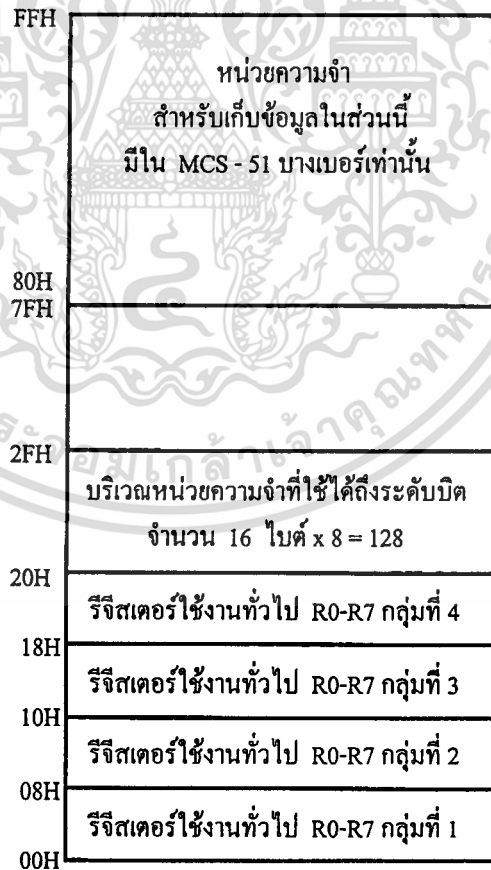 FFH
หน่วยความจำ
สำหรับเก็บข้อมูลในส่วนนี้
มีใน MCS - 51 บางเบอร์เท่านั้น
80H
7FH
2FH
บริเวณหน่วยความจำที่ใช้ได้ถึงระดับบิต
จำนวน 16 ไบต์ x 8 = 128
20H
รีจีสเตอร์ใช้งานทั่วไป R0-R7 กลุ่มที่ 4
18H
รีจีสเตอร์ใช้งานทั่วไป R0-R7 กลุ่มที่ 3
10H
รีจีสเตอร์ใช้งานทั่วไป R0-R7 กลุ่มที่ 2
08H
รีจีสเตอร์ใช้งานทั่วไป R0-R7 กลุ่มที่ 1
00H